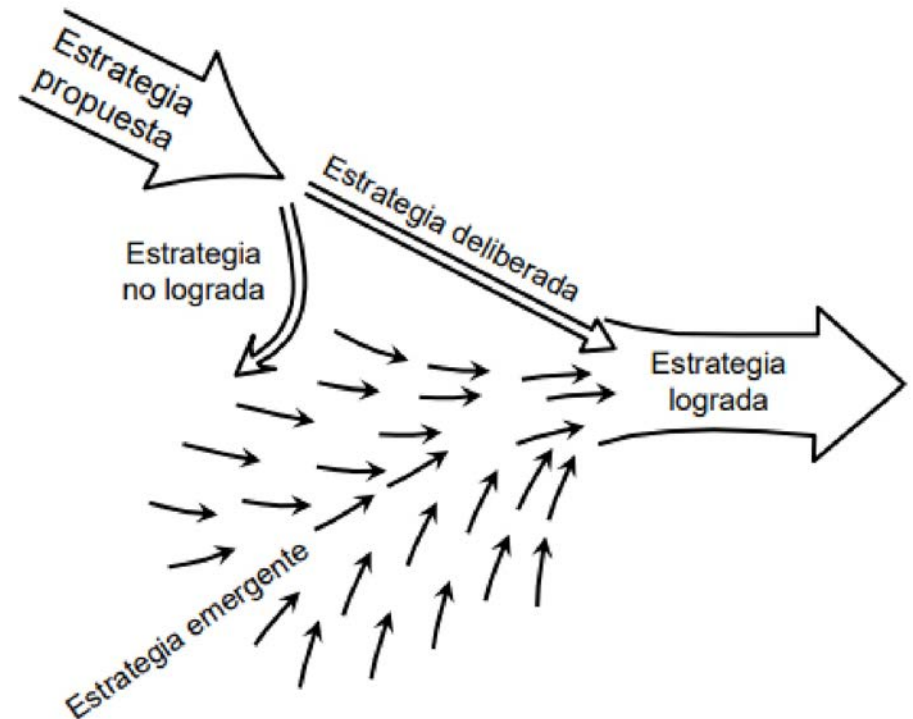 Estrategia
propuesta
Estrategia deliberada
Estrategia
no lograda
Estrategia
lograda
Estrategia emergente